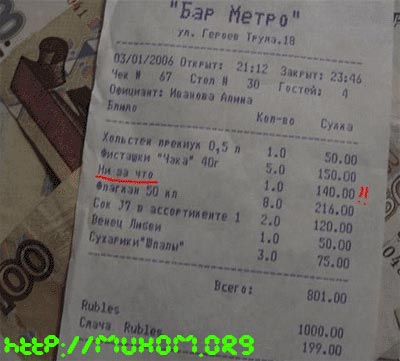 "Бар Метро"
ул. Героев Труда.18
03/01/2006 Открыт: 21:12 Закрыт: 23:46
Чек # 67 Стол # 30 Гостей: 4
Официант: Иванова Алина
Блюдо Кол-во Сумма
Хольстен премиум 0,5 л 1.0 50.00
Фисташки "Чака" 40г 5.0 150.00
Ни за что 1.0 140.00 !!
Флагман 50 мл 8.0 216.00
Сок J7 в ассортименте 1 2.0 120.00
Венец Либен 1.0 50.00
Сухарики"Шпалы" 3.0 75.00
Всего: 801.00
Rubles 1000.00
Сдача, Rubles 199.00
100
http://muxom.org